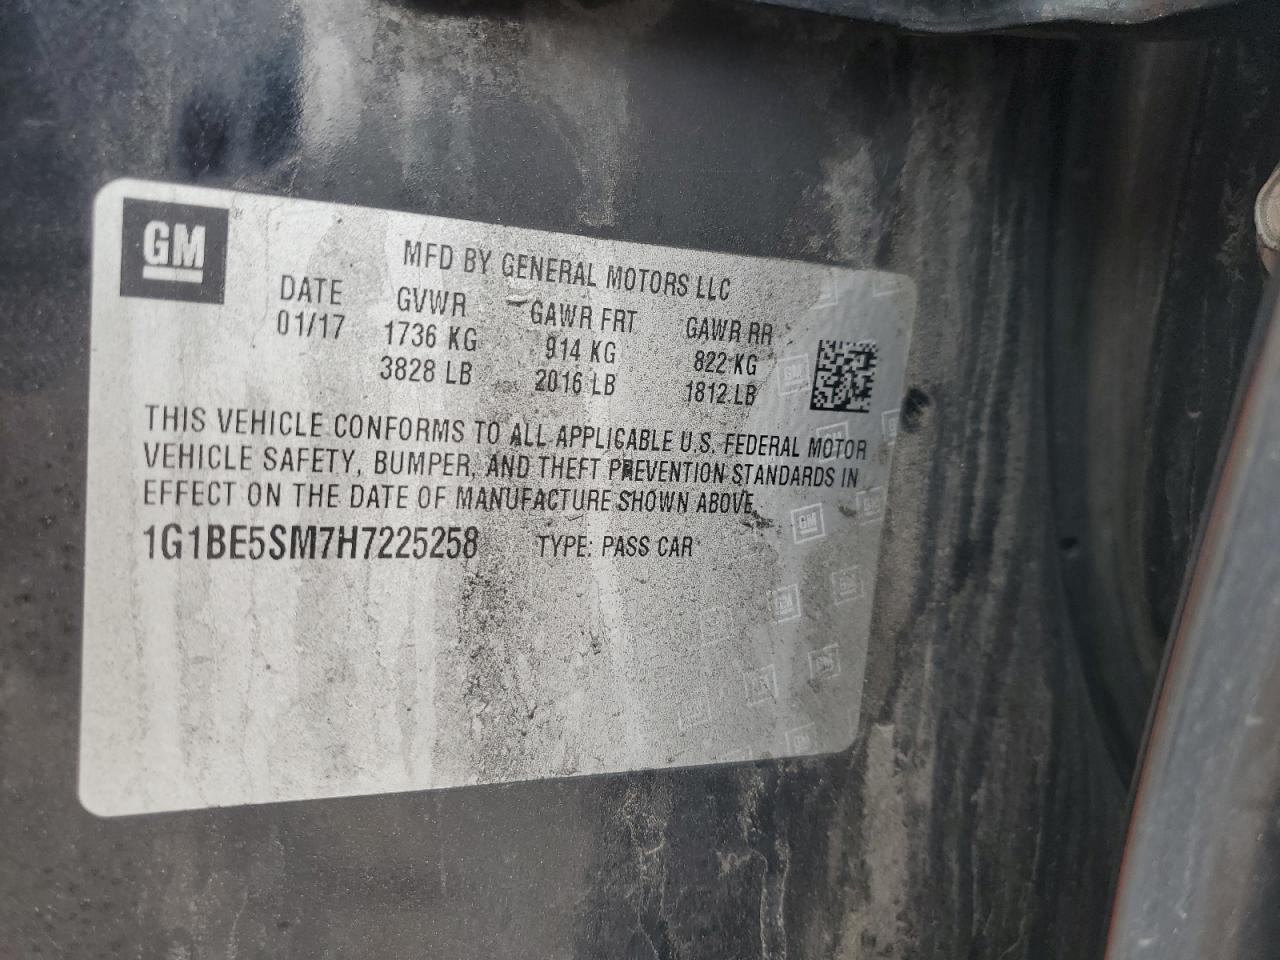 GM
MFD BY GENERAL MOTORS LLC
DATE GVWR GAWR FRT GAWR RR
01/17 1736 KG 914 KG 822 KG
3828 LB 2016 LB 1812 LB
THIS VEHICLE CONFORMS TO ALL APPLICABLE U.S. FEDERAL MOTOR
VEHICLE SAFETY, BUMPER, AND THEFT PREVENTION STANDARDS IN
EFFECT ON THE DATE OF MANUFACTURE SHOWN ABOVE.
1G1BE5SM7H7225258 TYPE: PASS CAR